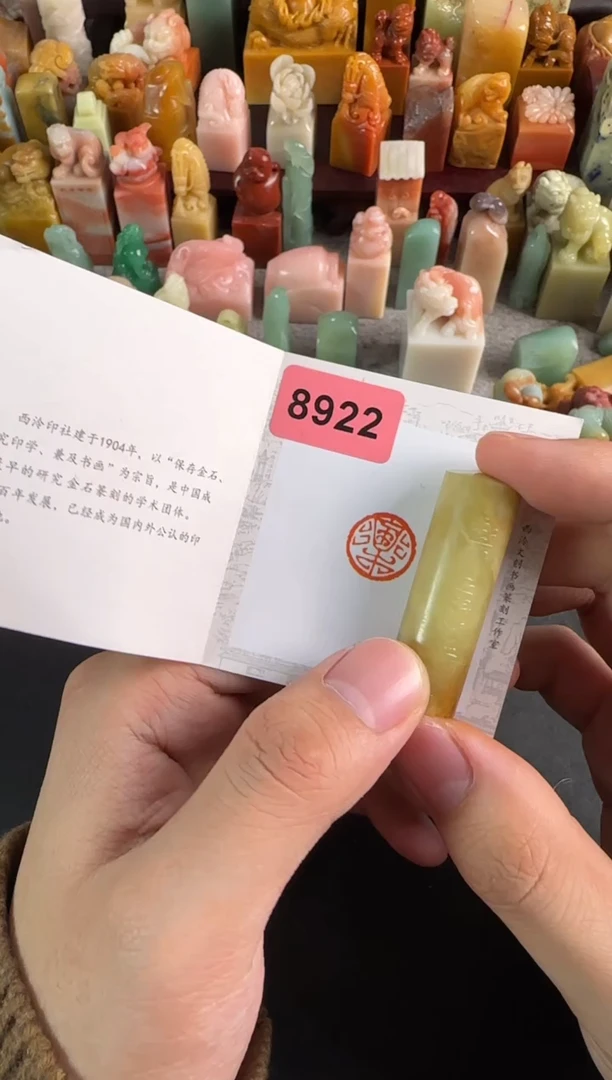 西泠印社建于1904年，以“保存金石、
究印学、兼及书画”为宗旨，是中国成
早的研究金石篆刻的学术团体。
百年发展，已经成为国内外公认的印
8922
西泠文刻书画篆刻工作室